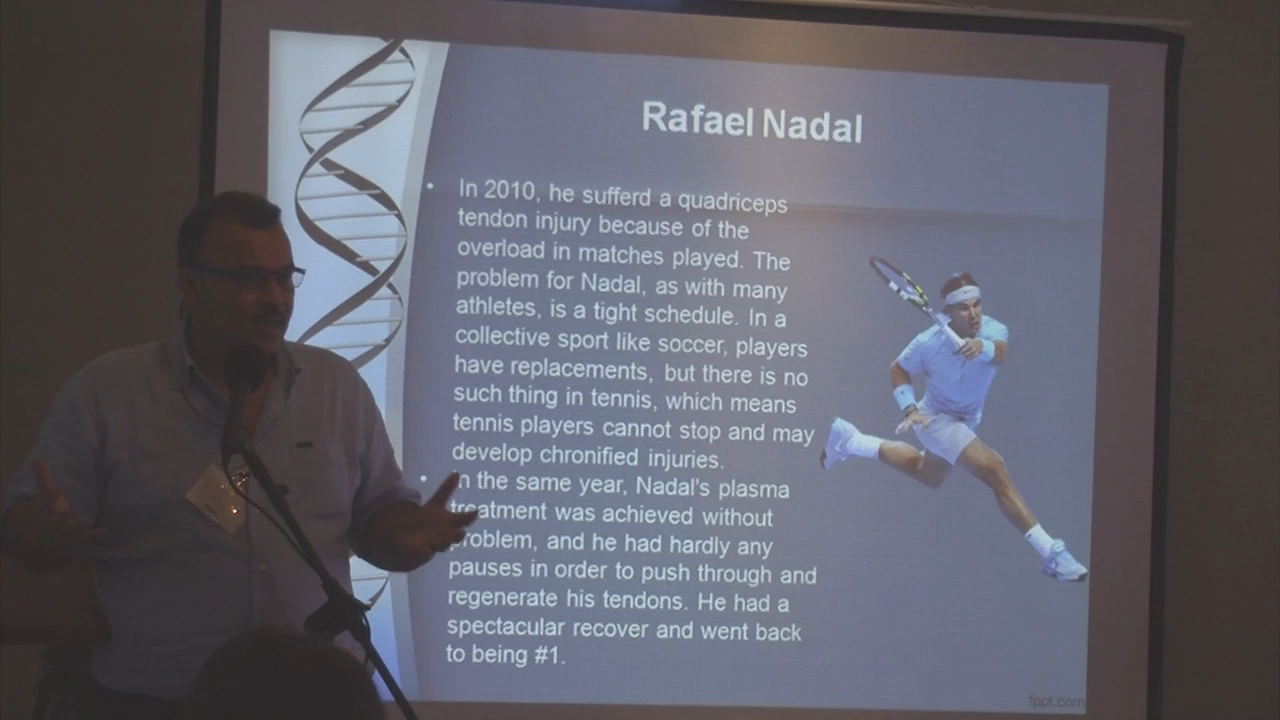 Rafael Nadal
• In 2010, he sufferd a quadriceps
tendon injury because of the
overload in matches played. The
problem for Nadal, as with many
athletes, is a tight schedule. In a
collective sport like soccer, players
have replacements, but there is no
such thing in tennis, which means
tennis players cannot stop and may
develop chronified injuries.
• In the same year, Nadal's plasma
treatment was achieved without
problem, and he had hardly any
pauses in order to push through and
regenerate his tendons. He had a
spectacular recover and went back
to being #1.
fppt.com